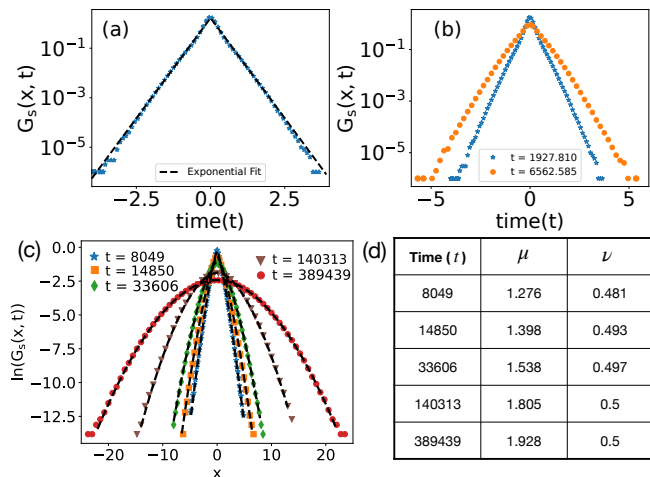 (a)
G_s(x, t)
10^{-1}
10^{-3}
10^{-5}
Exponential Fit
−2.5 0.0 2.5
time(t)
(b)
G_s(x, t)
10^{-1}
10^{-3}
10^{-5}
t = 1927.810
t = 6562.585
−5 0 5
time(t)
(c)
ln(G_s(x, t))
0.0
−2.5
−5.0
−7.5
−10.0
−12.5
t = 8049
t = 14850
t = 33606
t = 140313
t = 389439
−20 −10 0 10 20
x
(d)
Time ( t ) μ ν
8049 1.276 0.481
14850 1.398 0.493
33606 1.538 0.497
140313 1.805 0.5
389439 1.928 0.5